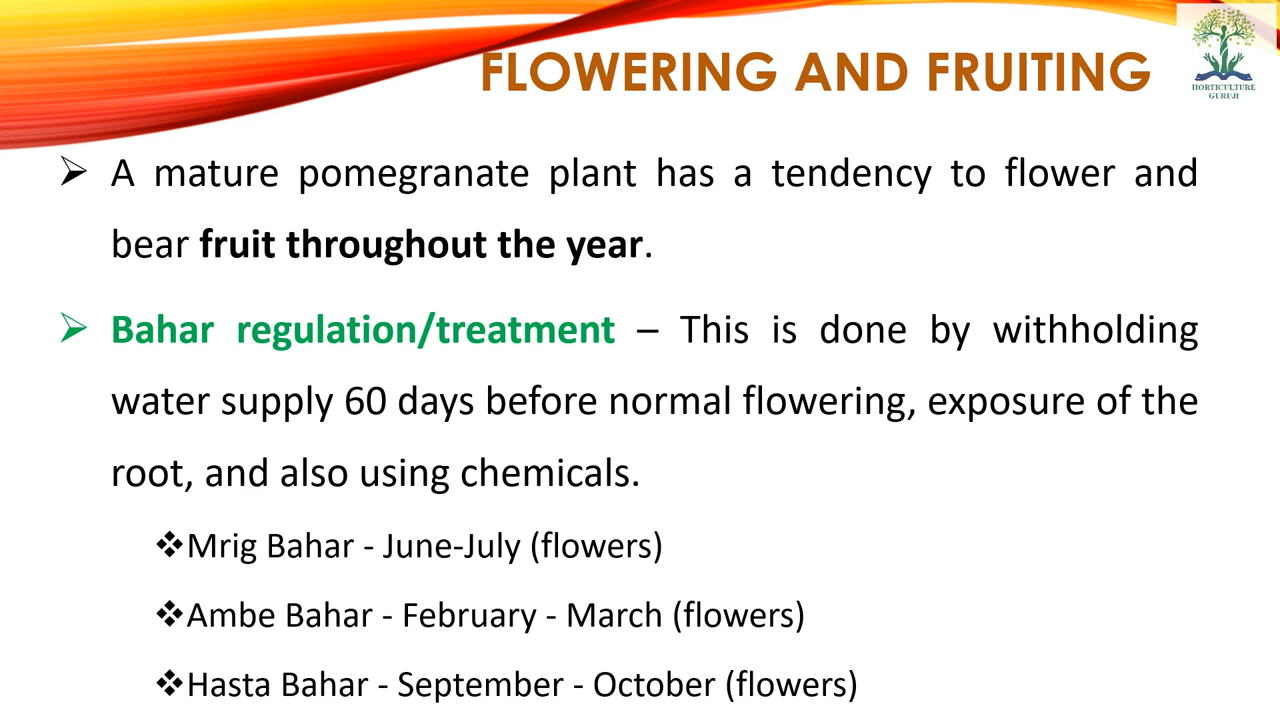 FLOWERING AND FRUITING
HORTICULTURE
GURUJI
➢ A mature pomegranate plant has a tendency to flower and
bear fruit throughout the year.
➢ Bahar regulation/treatment – This is done by withholding
water supply 60 days before normal flowering, exposure of the
root, and also using chemicals.
❖Mrig Bahar - June-July (flowers)
❖Ambe Bahar - February - March (flowers)
❖Hasta Bahar - September - October (flowers)